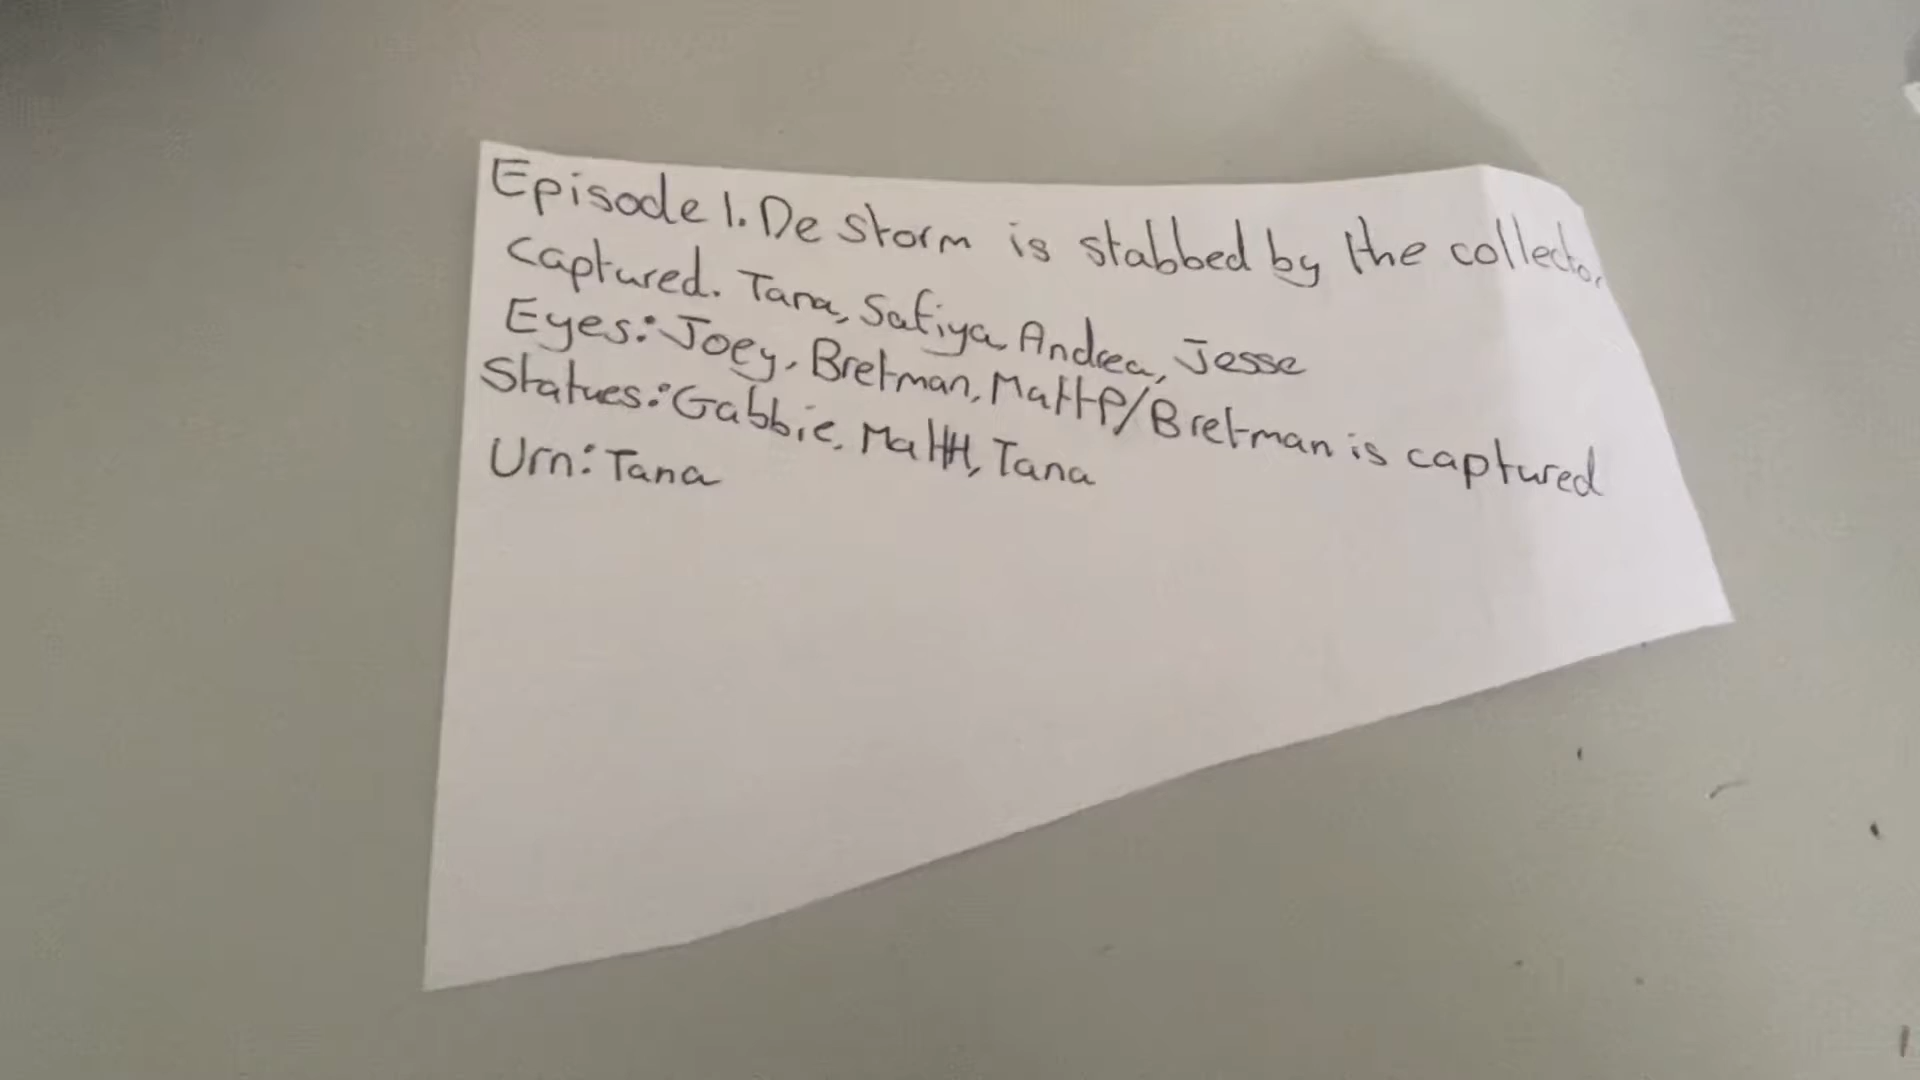 Episode 1. De Storm is stabbed by the collector
captured. Tana, Safiya, Andrea, Jesse
Eyes: Joey, Bretman, MattP/Bretman is captured
Statues: Gabbie, MattH, Tana
Urn: Tana